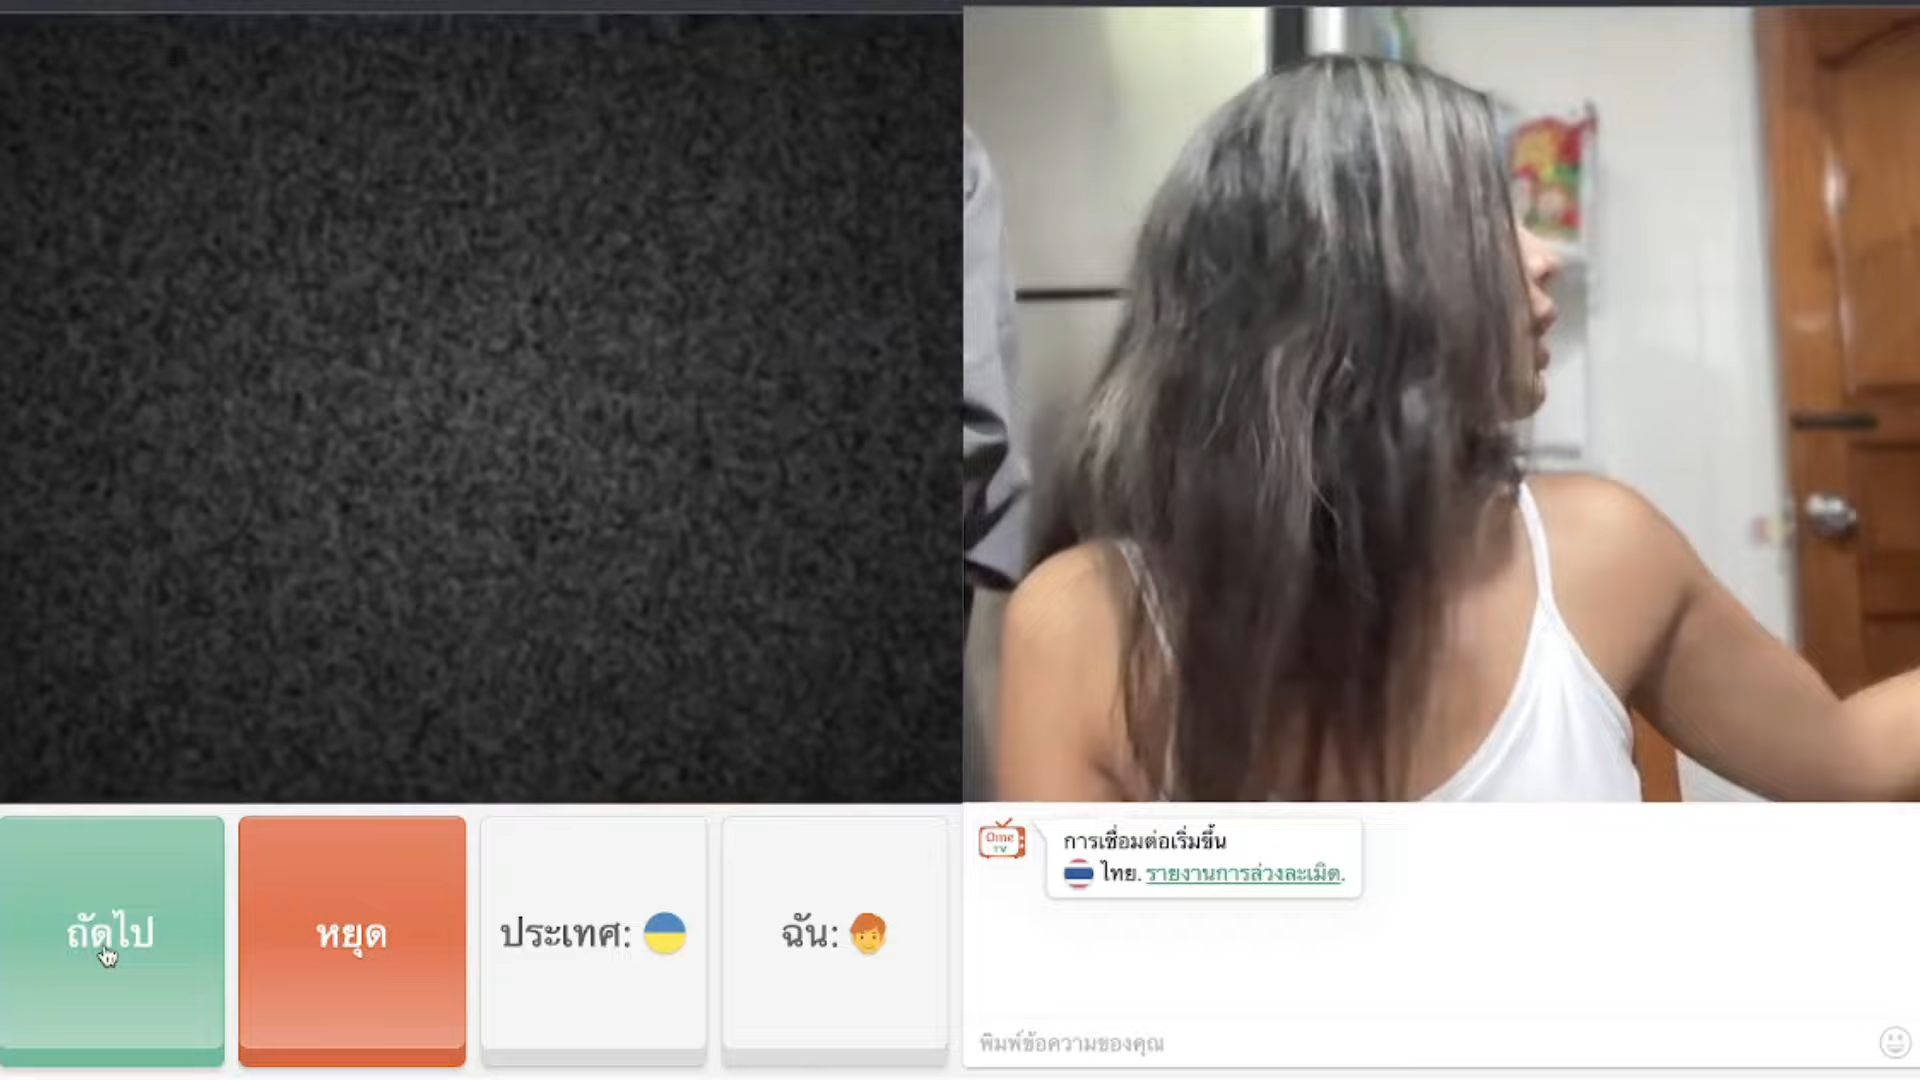 ถัดไป
หยุด
ประเทศ:
ฉัน:
Ome
TV
การเชื่อมต่อเริ่มขึ้น
ไทย. รายงานการล่วงละเมิด.
พิมพ์ข้อความของคุณ